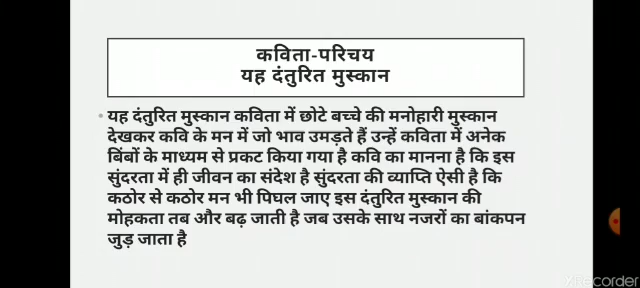 कविता-परिचय
यह दंतुरित मुस्कान
यह दंतुरित मुस्कान कविता में छोटे बच्चे की मनोहारी मुस्कान
देखकर कवि के मन में जो भाव उमड़ते हैं उन्हें कविता में अनेक
बिंबों के माध्यम से प्रकट किया गया है कवि का मानना है कि इस
सुंदरता में ही जीवन का संदेश है सुंदरता की व्याप्ति ऐसी है कि
कठोर से कठोर मन भी पिघल जाए इस दंतुरित मुस्कान की
मोहकता तब और बढ़ जाती है जब उसके साथ नजरों का बांकपन
जुड़ जाता है